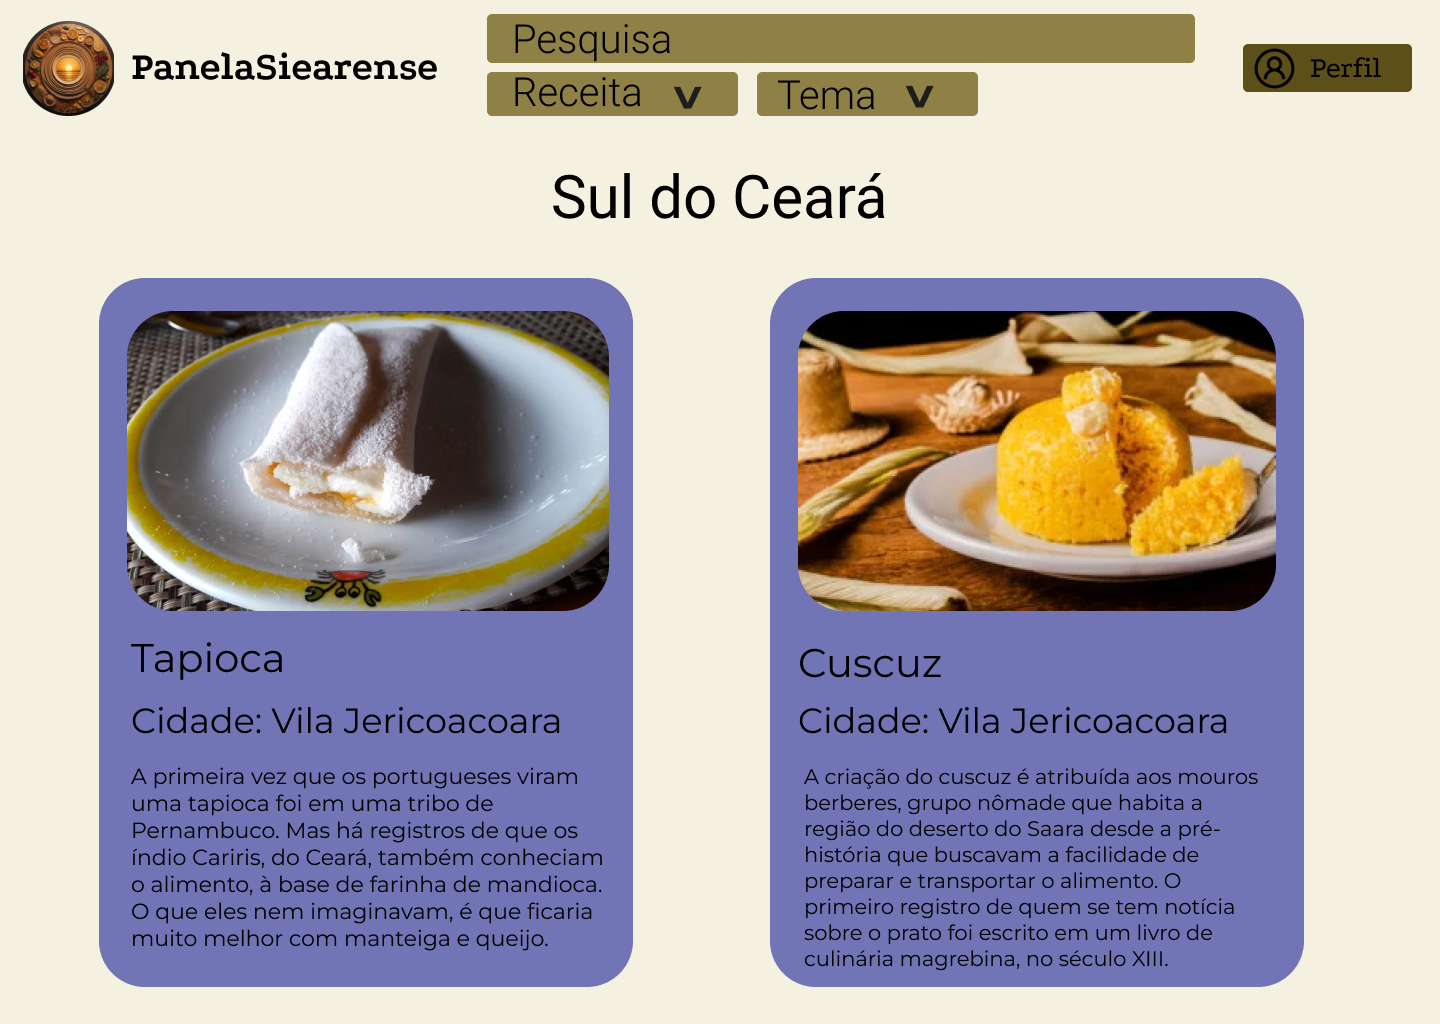 PanelaSiearense
Pesquisa
Receita
Tema
Perfil
Sul do Ceará
Tapioca
Cidade: Vila Jericoacoara
A primeira vez que os portugueses viram
uma tapioca foi em uma tribo de
Pernambuco. Mas há registros de que os
índio Cariris, do Ceará, também conheciam
o alimento, à base de farinha de mandioca.
O que eles nem imaginavam, é que ficaria
muito melhor com manteiga e queijo.
Cuscuz
Cidade: Vila Jericoacoara
A criação do cuscuz é atribuída aos mouros
berberes, grupo nômade que habita a
região do deserto do Saara desde a pré-
história que buscavam a facilidade de
preparar e transportar o alimento. O
primeiro registro de quem se tem notícia
sobre o prato foi escrito em um livro de
culinária magrebina, no século XIII.